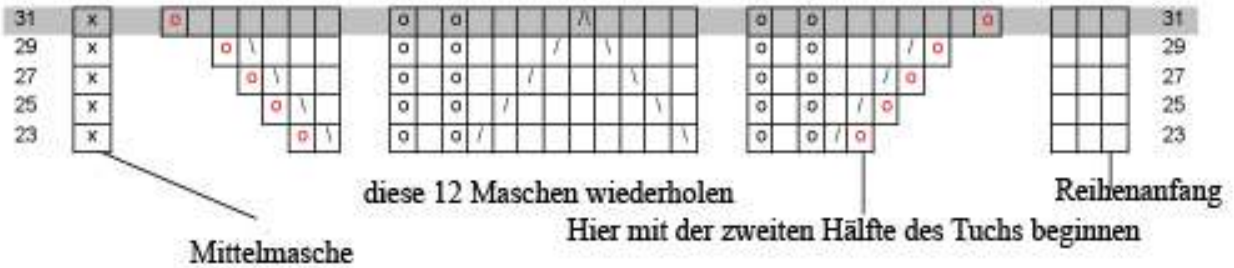 31 x o o o /\ o o o 31
29 x o \ o o / \ o o / o 29
27 x o \ o o / \ o o / o 27
25 x o \ o o / \ o o / o 25
23 x o \ o o / \ o o / o 23
diese 12 Maschen wiederholen
Reihenanfang
Hier mit der zweiten Hälfte des Tuchs beginnen
Mittelmasche